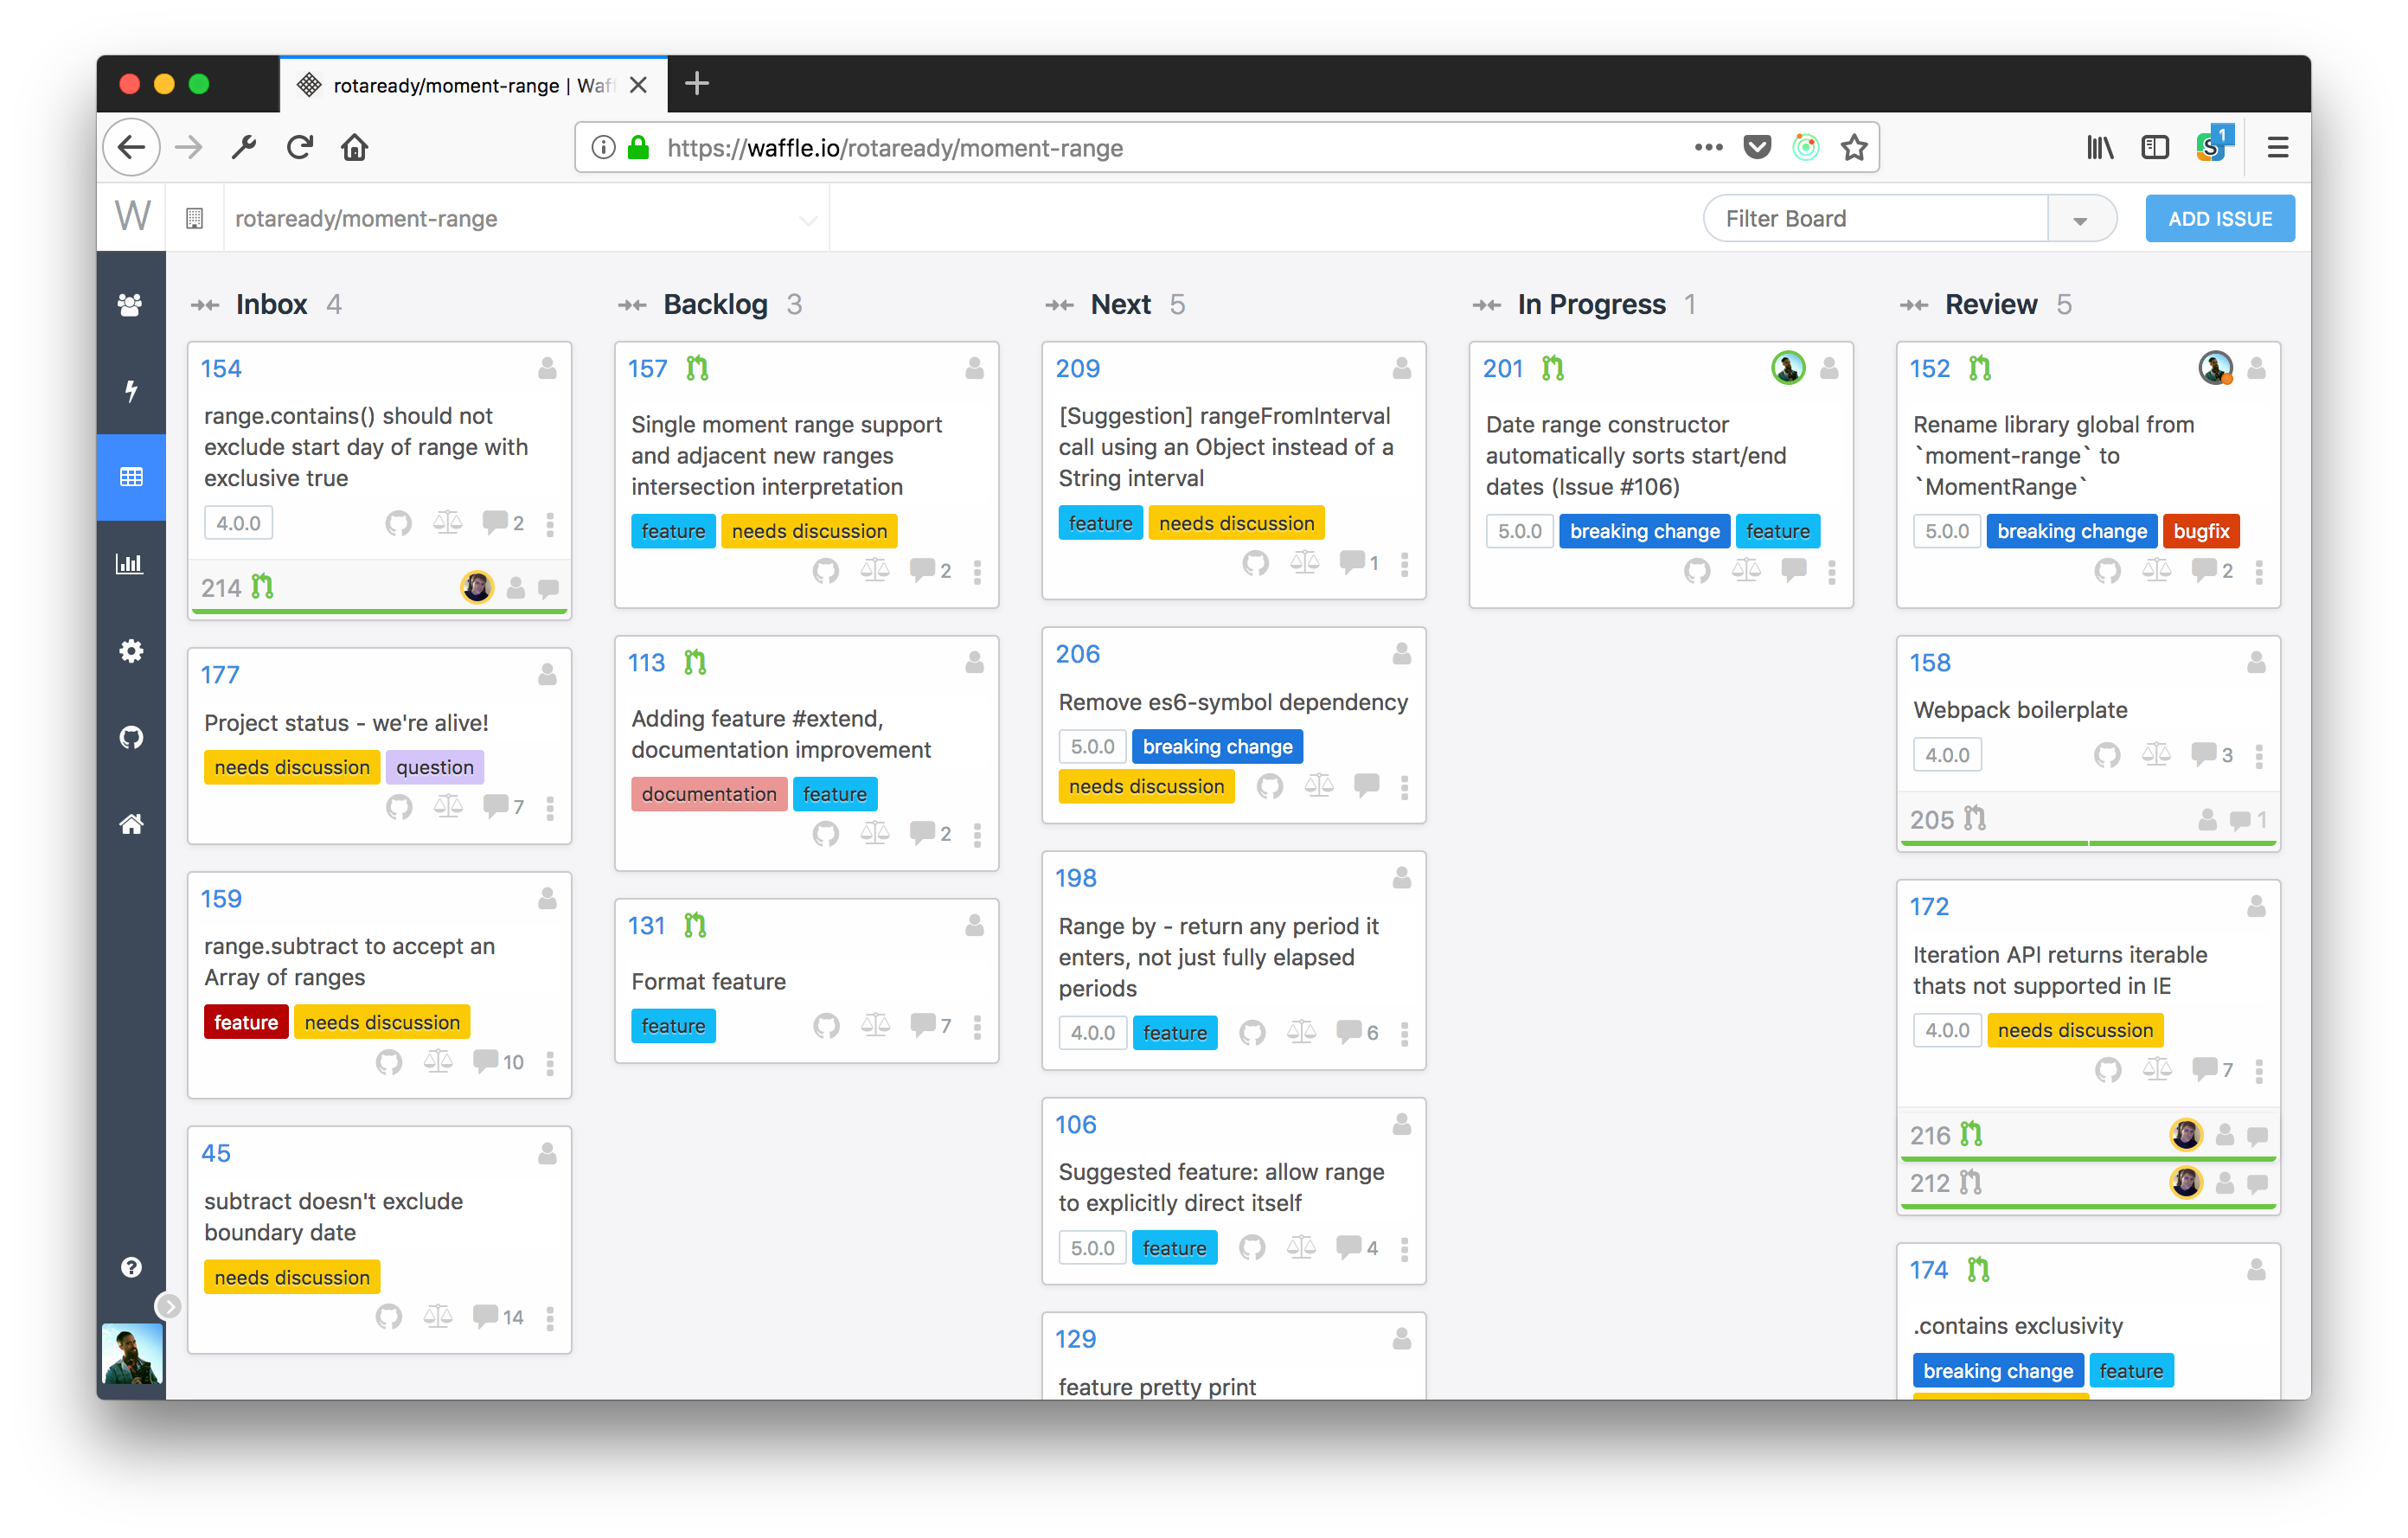 rotaready/moment-range | Waf
https://waffle.io/rotaready/moment-range
S
1
W
rotaready/moment-range
Filter Board
ADD ISSUE
Inbox 4
154
range.contains() should not
exclude start day of range with
exclusive true
4.0.0
2
214
177
Project status - we're alive!
needs discussion question
7
159
range.subtract to accept an
Array of ranges
feature needs discussion
10
45
subtract doesn't exclude
boundary date
needs discussion
14
Backlog 3
157
Single moment range support
and adjacent new ranges
intersection interpretation
feature needs discussion
2
113
Adding feature #extend,
documentation improvement
documentation feature
2
131
Format feature
feature 7
Next 5
209
[Suggestion] rangeFromInterval
call using an Object instead of a
String interval
feature needs discussion
1
206
Remove es6-symbol dependency
5.0.0 breaking change
needs discussion
198
Range by - return any period it
enters, not just fully elapsed
periods
4.0.0 feature 6
106
Suggested feature: allow range
to explicitly direct itself
5.0.0 feature 4
129
feature pretty print
In Progress 1
201
Date range constructor
automatically sorts start/end
dates (Issue #106)
5.0.0 breaking change feature
Review 5
152
Rename library global from
`moment-range` to
`MomentRange`
5.0.0 breaking change bugfix
2
158
Webpack boilerplate
4.0.0 3
205 1
172
Iteration API returns iterable
thats not supported in IE
4.0.0 needs discussion
7
216
212
174
.contains exclusivity
breaking change feature